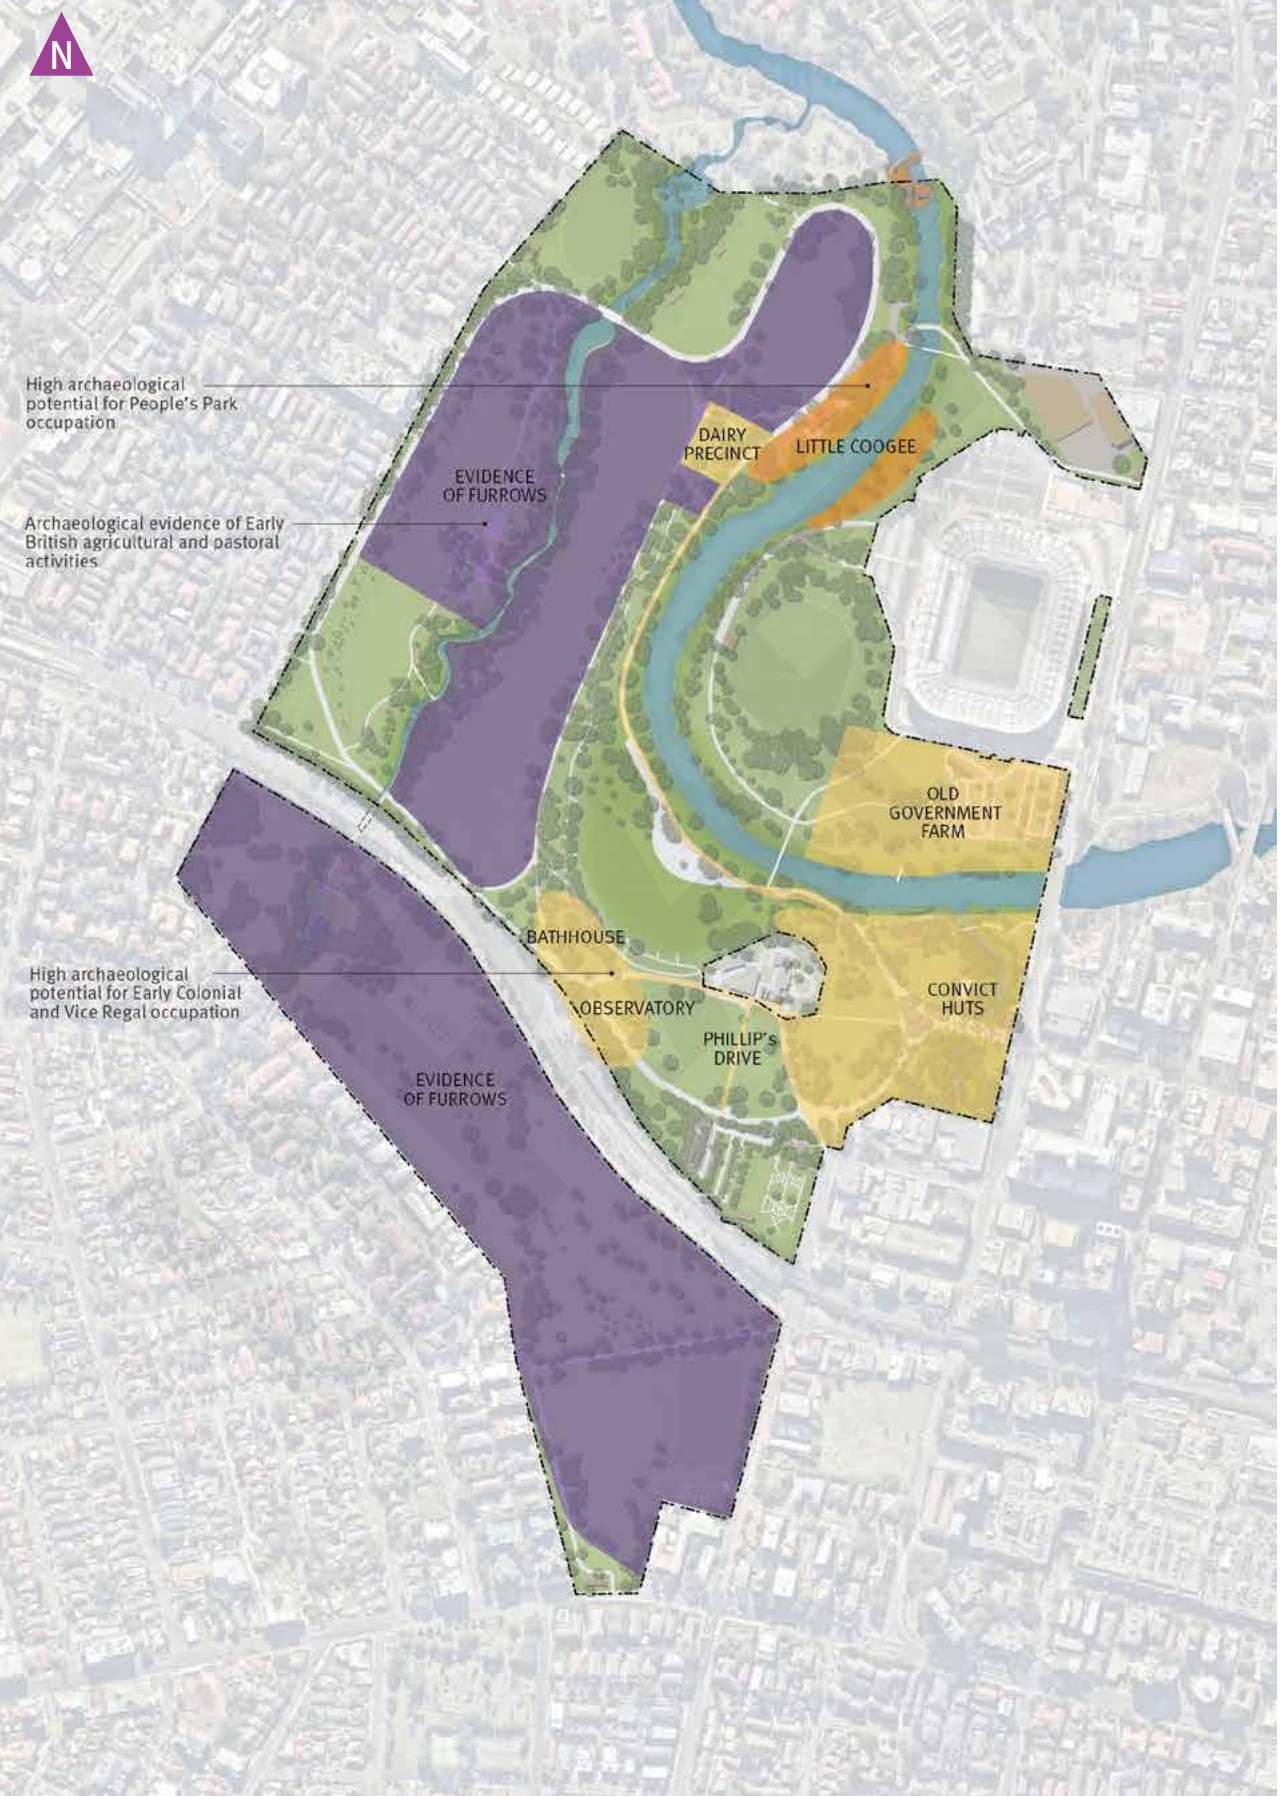 N
High archaeological
potential for People's Park
occupation
DAIRY
PRECINCT
LITTLE COOGEE
EVIDENCE
OF FURROWS
Archaeological evidence of Early
British agricultural and pastoral
activities
OLD
GOVERNMENT
FARM
BATHHOUSE
High archaeological
potential for Early Colonial
and Vice Regal occupation
OBSERVATORY
CONVICT
HUTS
PHILLIP's
DRIVE
EVIDENCE
OF FURROWS